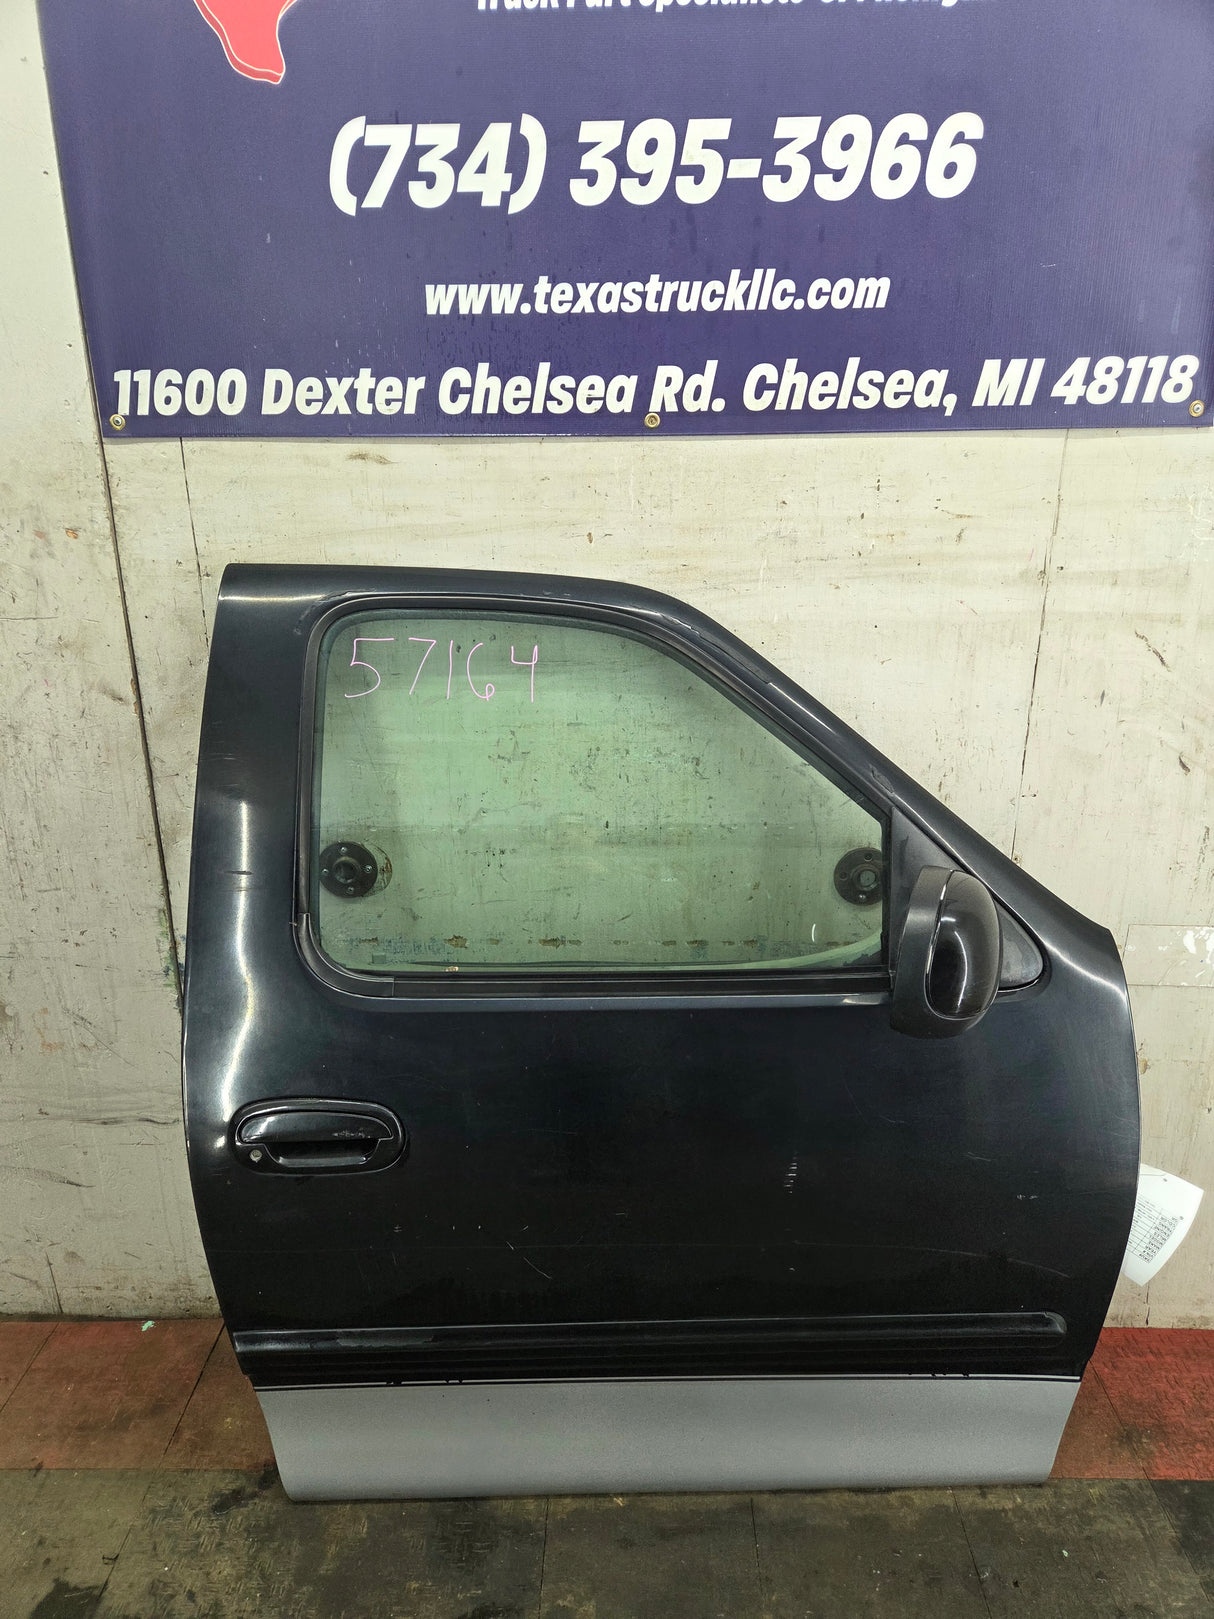 (734) 395-3966
www.texastruckllc.com
11600 Dexter Chelsea Rd. Chelsea, MI 48118
57164